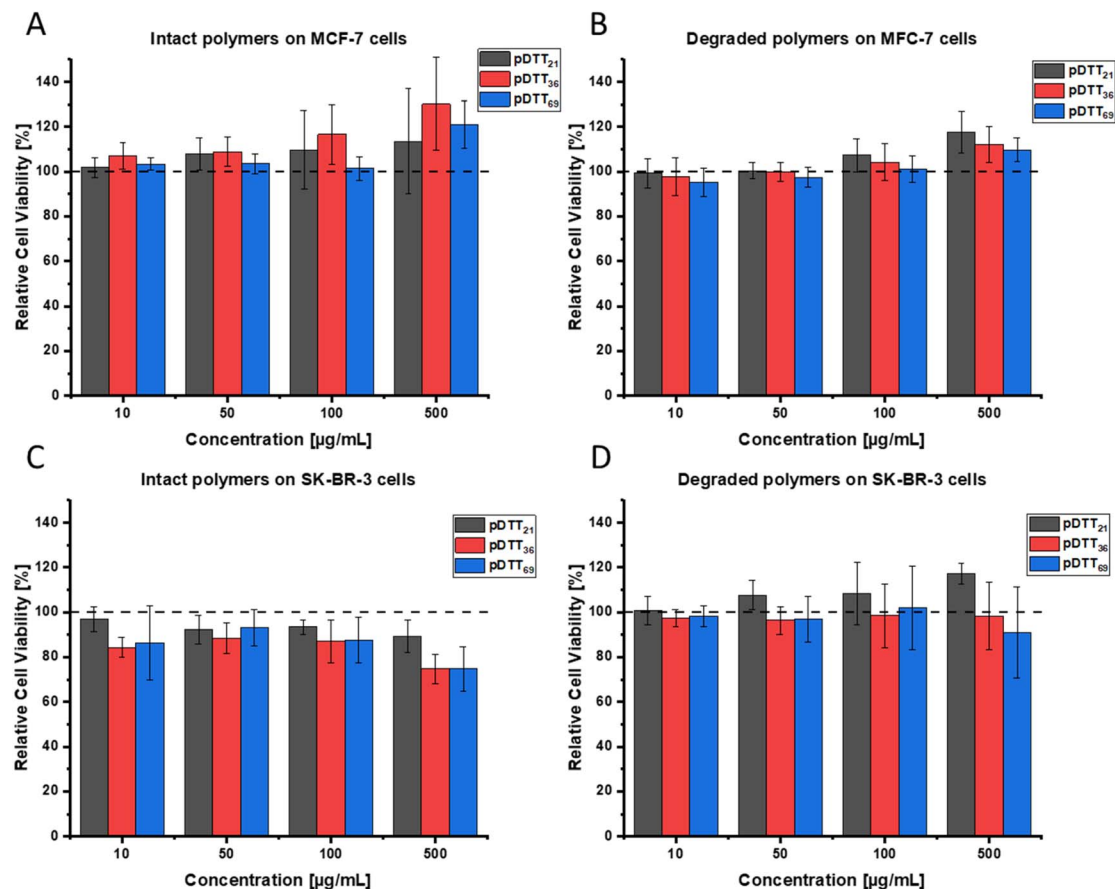 A
Intact polymers on MCF-7 cells
pDTT21
pDTT36
pDTT69
Relative Cell Viability [%]
140
120
100
80
60
40
20
0
10 50 100 500
Concentration [µg/mL]
B
Degraded polymers on MFC-7 cells
pDTT21
pDTT36
pDTT69
Relative Cell Viability [%]
140
120
100
80
60
40
20
0
10 50 100 500
Concentration [µg/mL]
C
Intact polymers on SK-BR-3 cells
pDTT21
pDTT36
pDTT69
Relative Cell Viability [%]
140
120
100
80
60
40
20
0
10 50 100 500
Concentration [µg/mL]
D
Degraded polymers on SK-BR-3 cells
pDTT21
pDTT36
pDTT69
Relative Cell Viability [%]
140
120
100
80
60
40
20
0
10 50 100 500
Concentration [µg/mL]